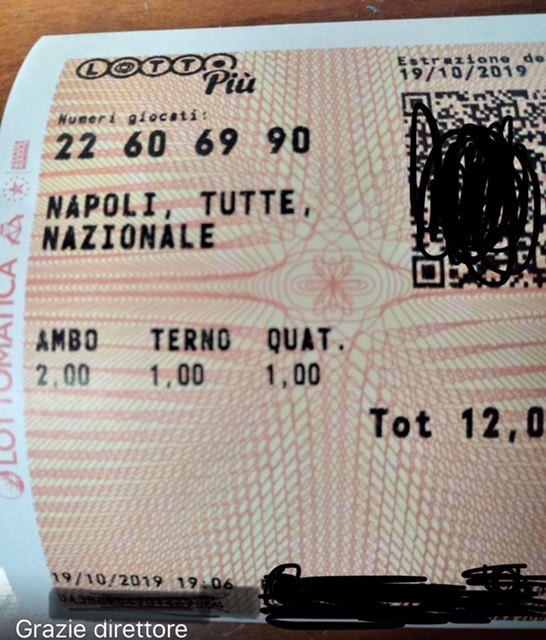 LOTTO
Più
Estrazione de
19/10/2019
Numeri giocati:
22 60 69 90
NAPOLI, TUTTE,
NAZIONALE
AMBO TERNO QUAT.
2,00 1,00 1,00
Tot 12,0
19/10/2019 19:06
LOTTOMATICA
Grazie direttore